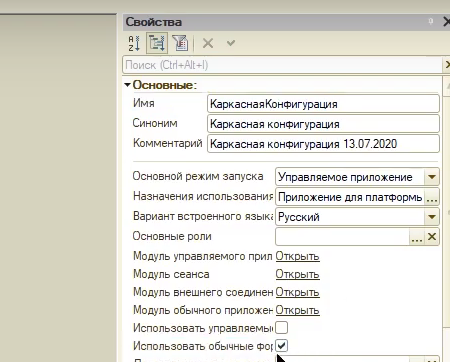 Свойства
Поиск (Ctrl+Alt+I)
Основные:
Имя КаркаснаяКонфигурация
Синоним Каркасная конфигурация
Комментарий Каркасная конфигурация 13.07.2020
Основной режим запуска Управляемое приложение
Назначения использования Приложение для платформь ...
Вариант встроенного языка Русский
Основные роли ...
Модуль управляемого прил Открыть
Модуль сеанса Открыть
Модуль внешнего соединен Открыть
Модуль обычного приложен Открыть
Использовать управляемы
Использовать обычные фор